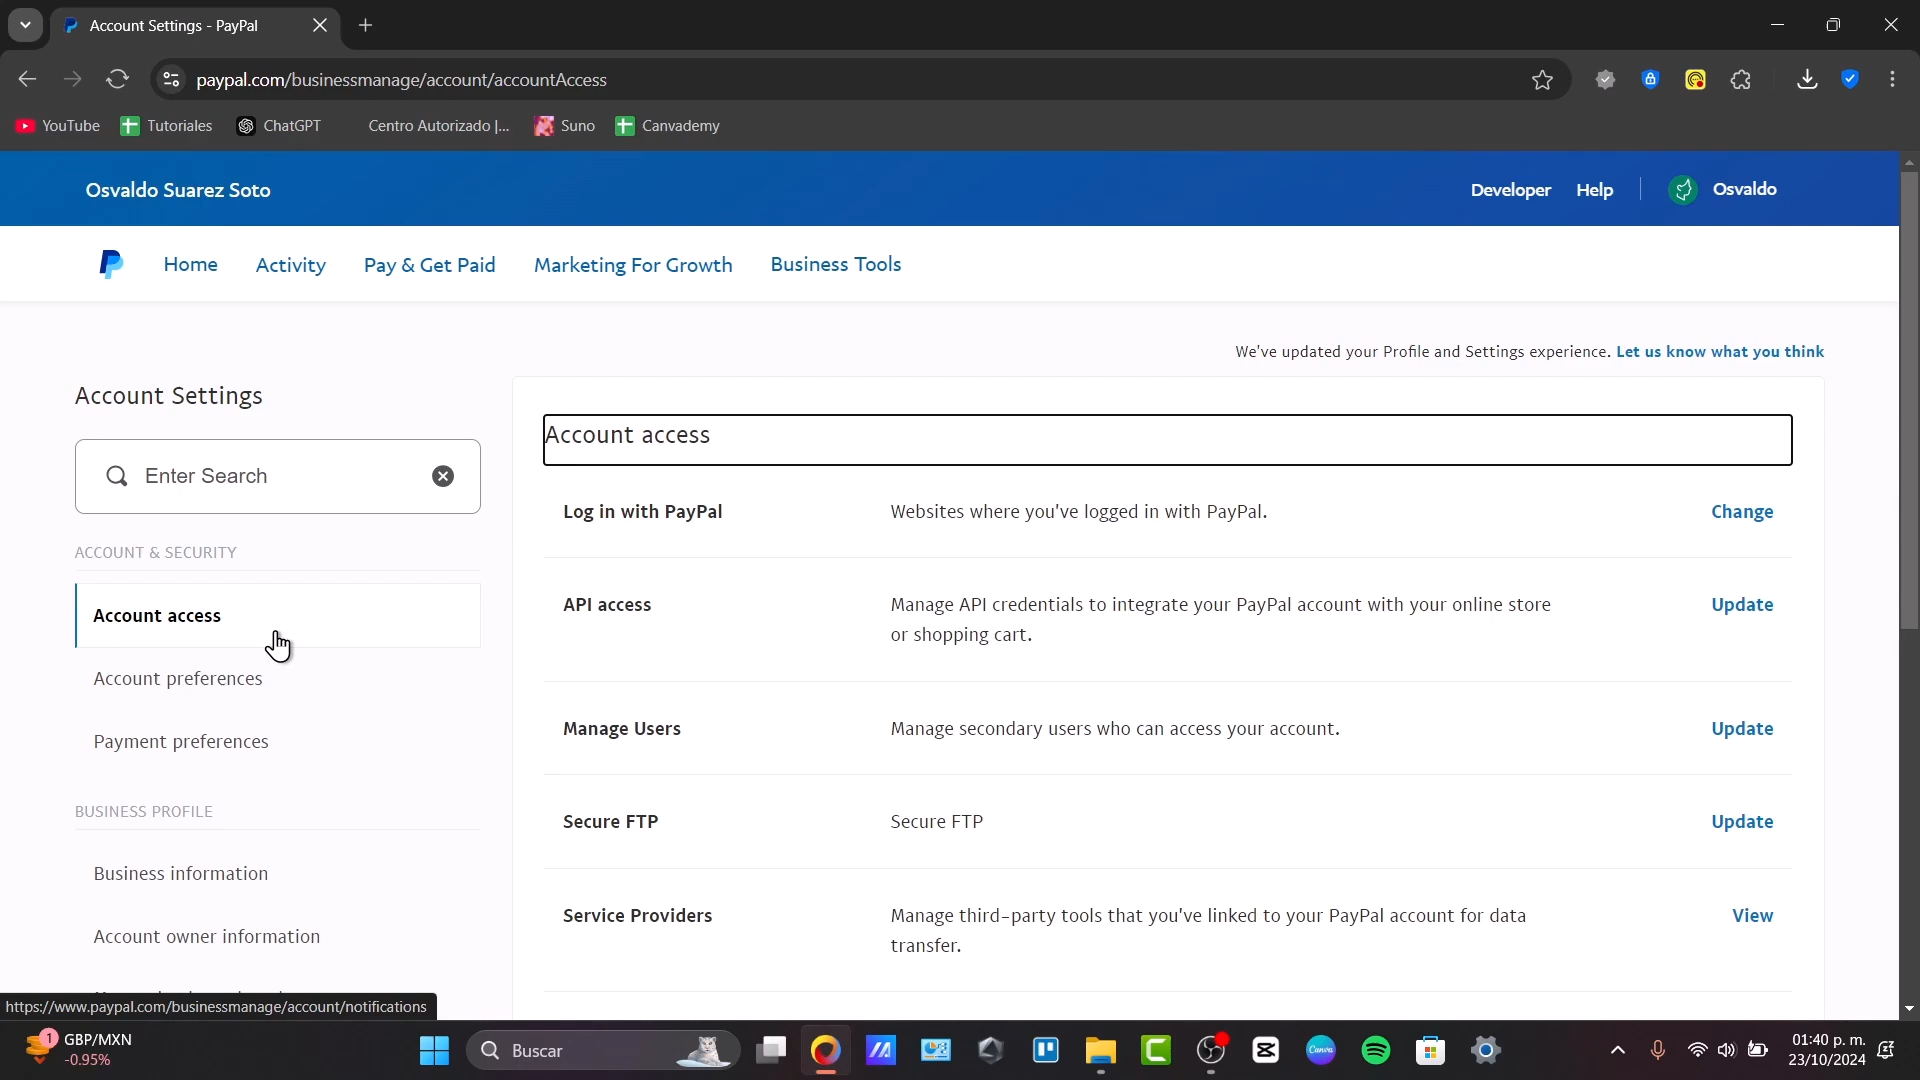 Account Settings - PayPal
paypal.com/businessmanage/account/accountAccess
YouTube
Tutoriales
ChatGPT
Centro Autorizado |...
Suno
Canvademy
Osvaldo Suarez Soto
Developer
Help
Osvaldo
Home
Activity
Pay & Get Paid
Marketing For Growth
Business Tools
We've updated your Profile and Settings experience. Let us know what you think
Account Settings
Enter Search
ACCOUNT & SECURITY
Account access
Account preferences
Payment preferences
BUSINESS PROFILE
Business information
Account owner information
Account access
Log in with PayPal
Websites where you've logged in with PayPal.
Change
API access
Manage API credentials to integrate your PayPal account with your online store
or shopping cart.
Update
Manage Users
Manage secondary users who can access your account.
Update
Secure FTP
Secure FTP
Update
Service Providers
Manage third-party tools that you've linked to your PayPal account for data
transfer.
View
https://www.paypal.com/businessmanage/account/notifications
1
GBP/MXN
-0.95%
Buscar
Canva
01:40 p. m.
23/10/2024